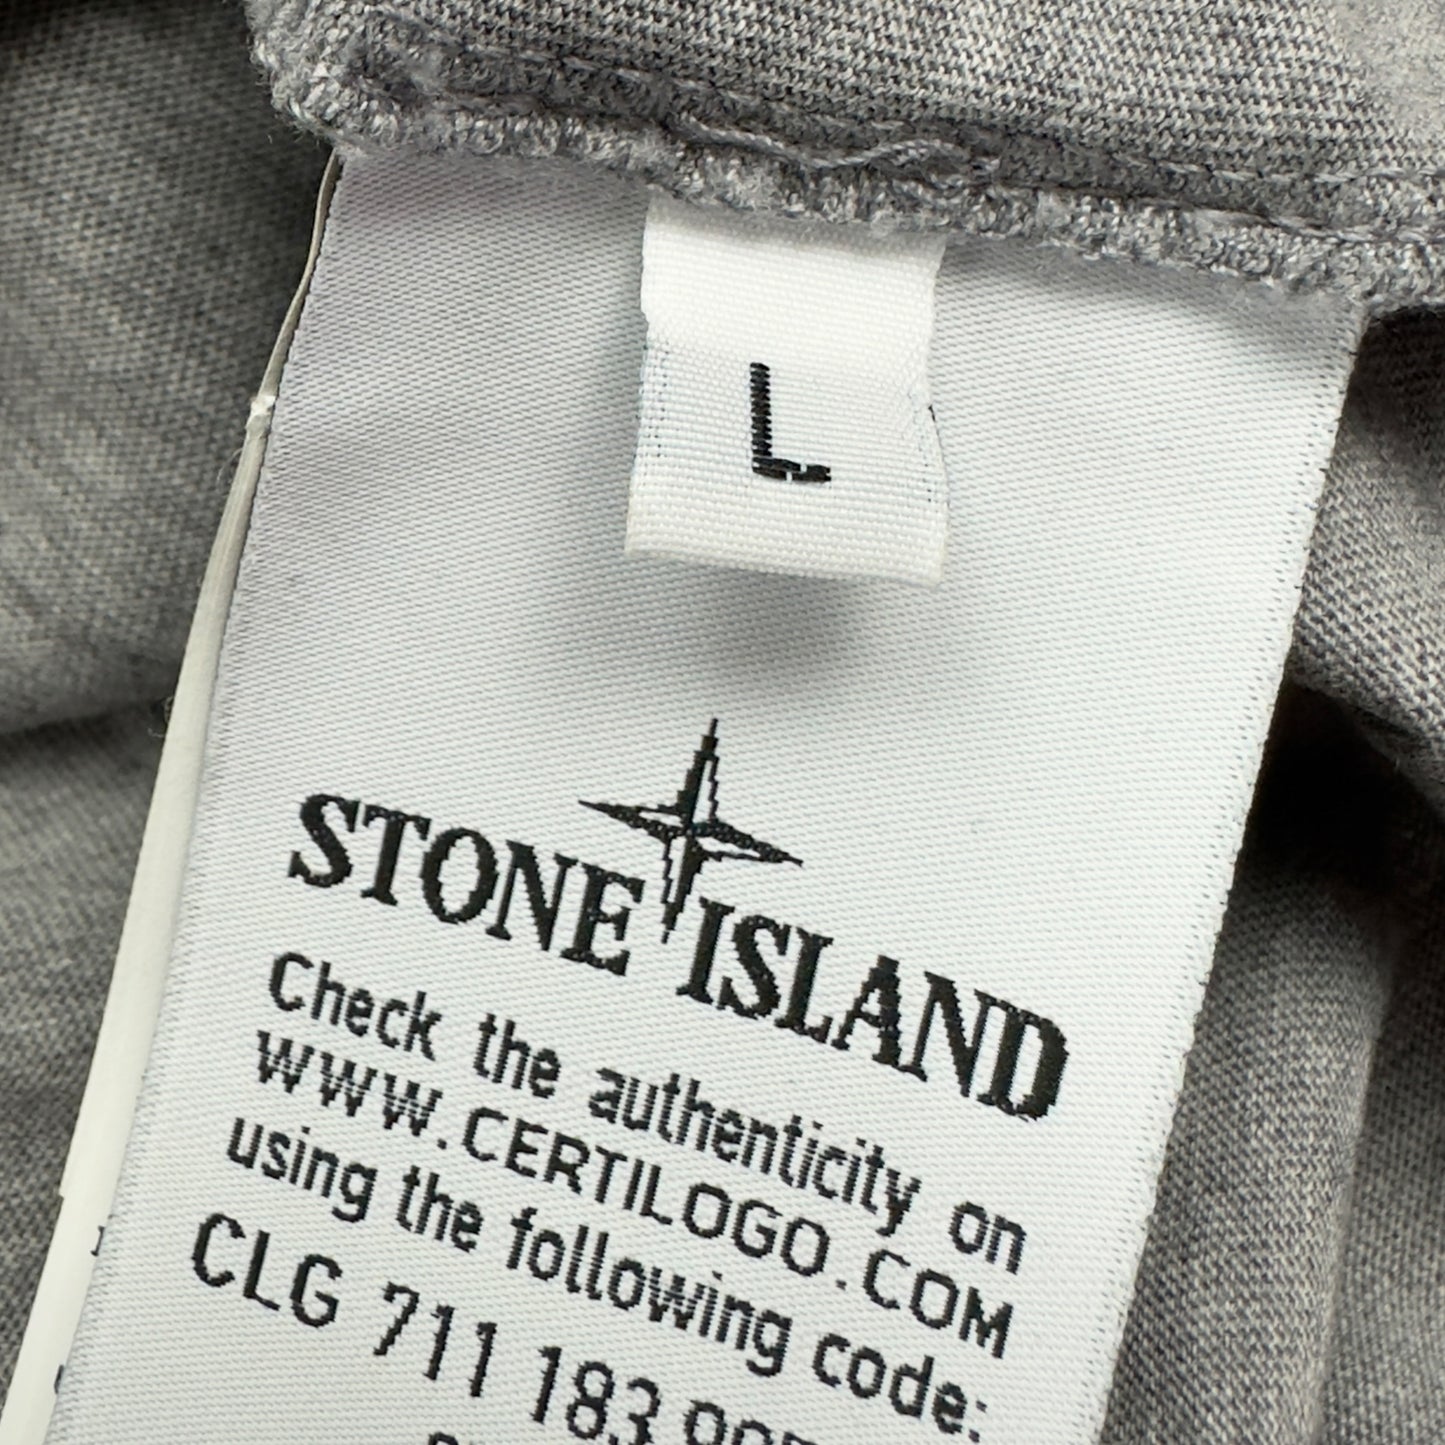 L
STONE ISLAND
Check the authenticity on
WWW.CERTILOGO.COM
using the following code:
CLG 711 183